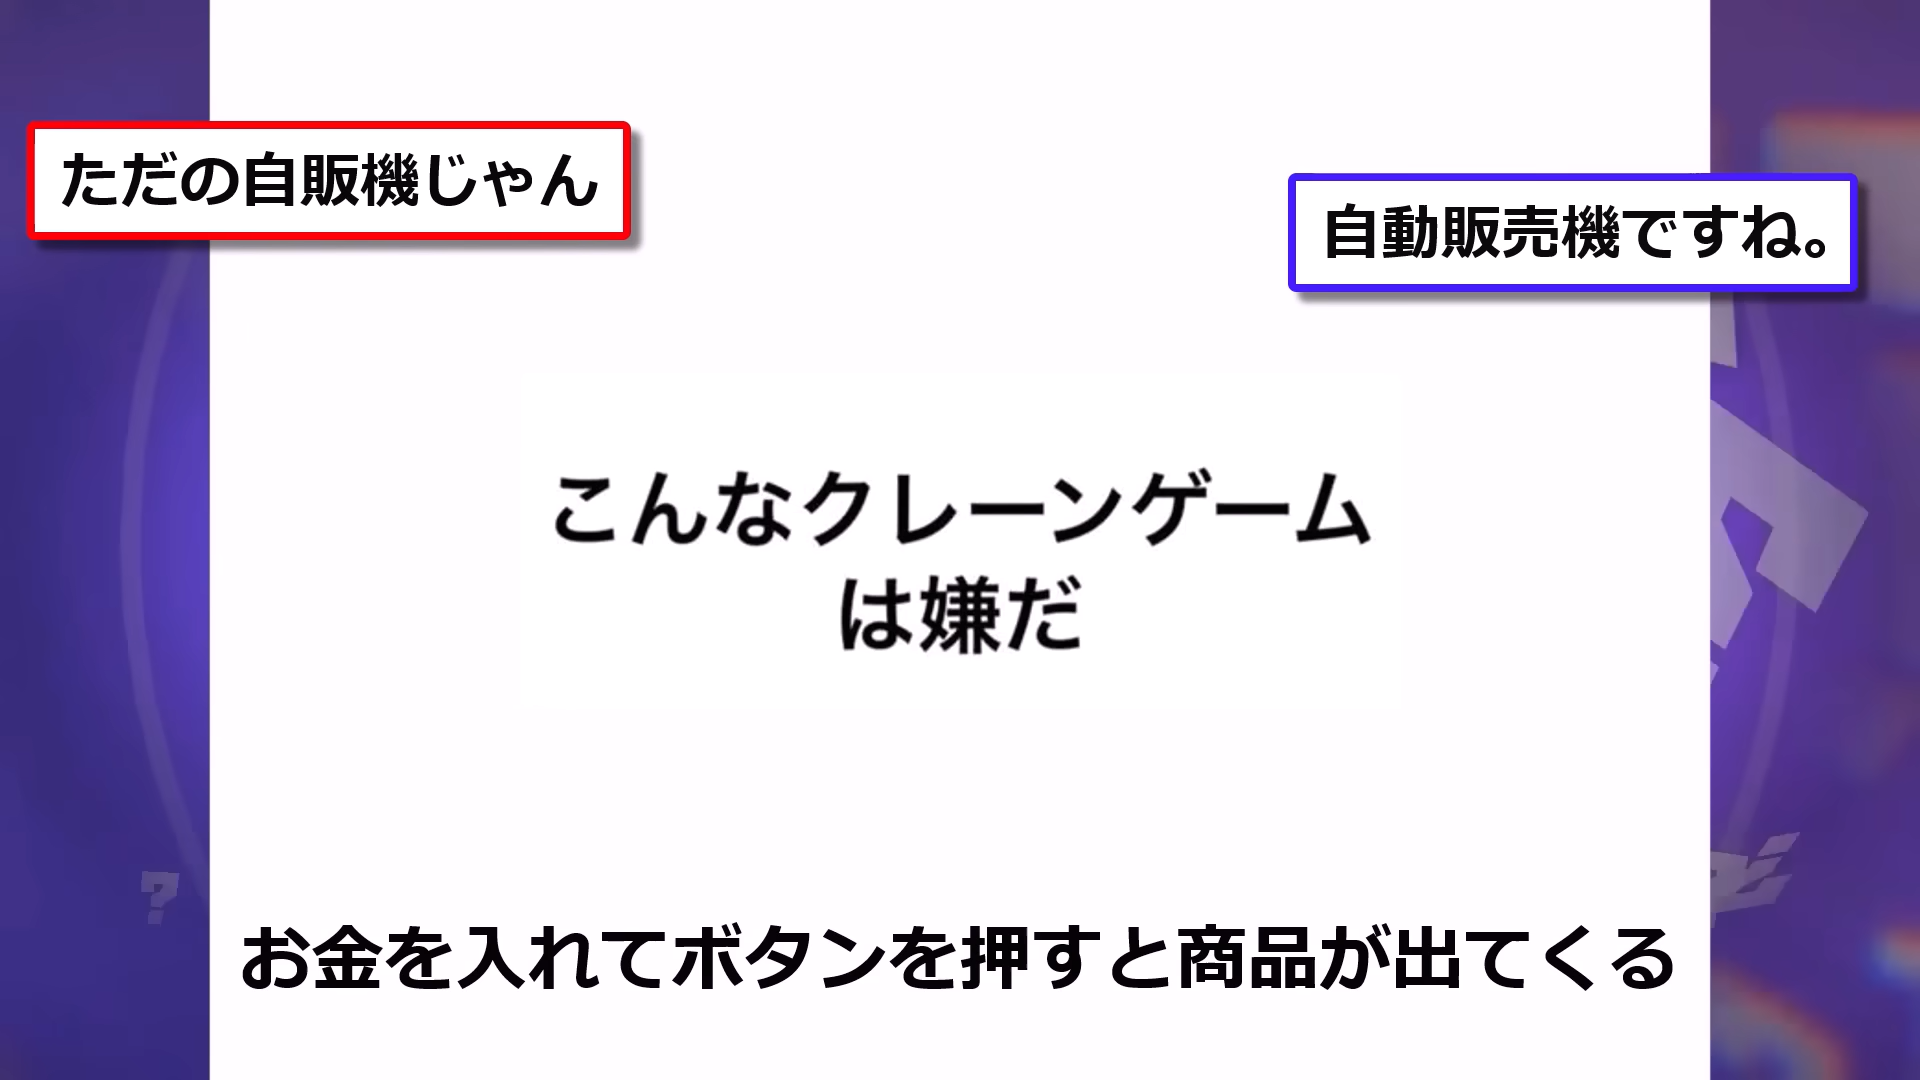 ただの自販機じゃん
自動販売機ですね。
こんなクレーンゲーム
は嫌だ
お金を入れてボタンを押すと商品が出てくる
?